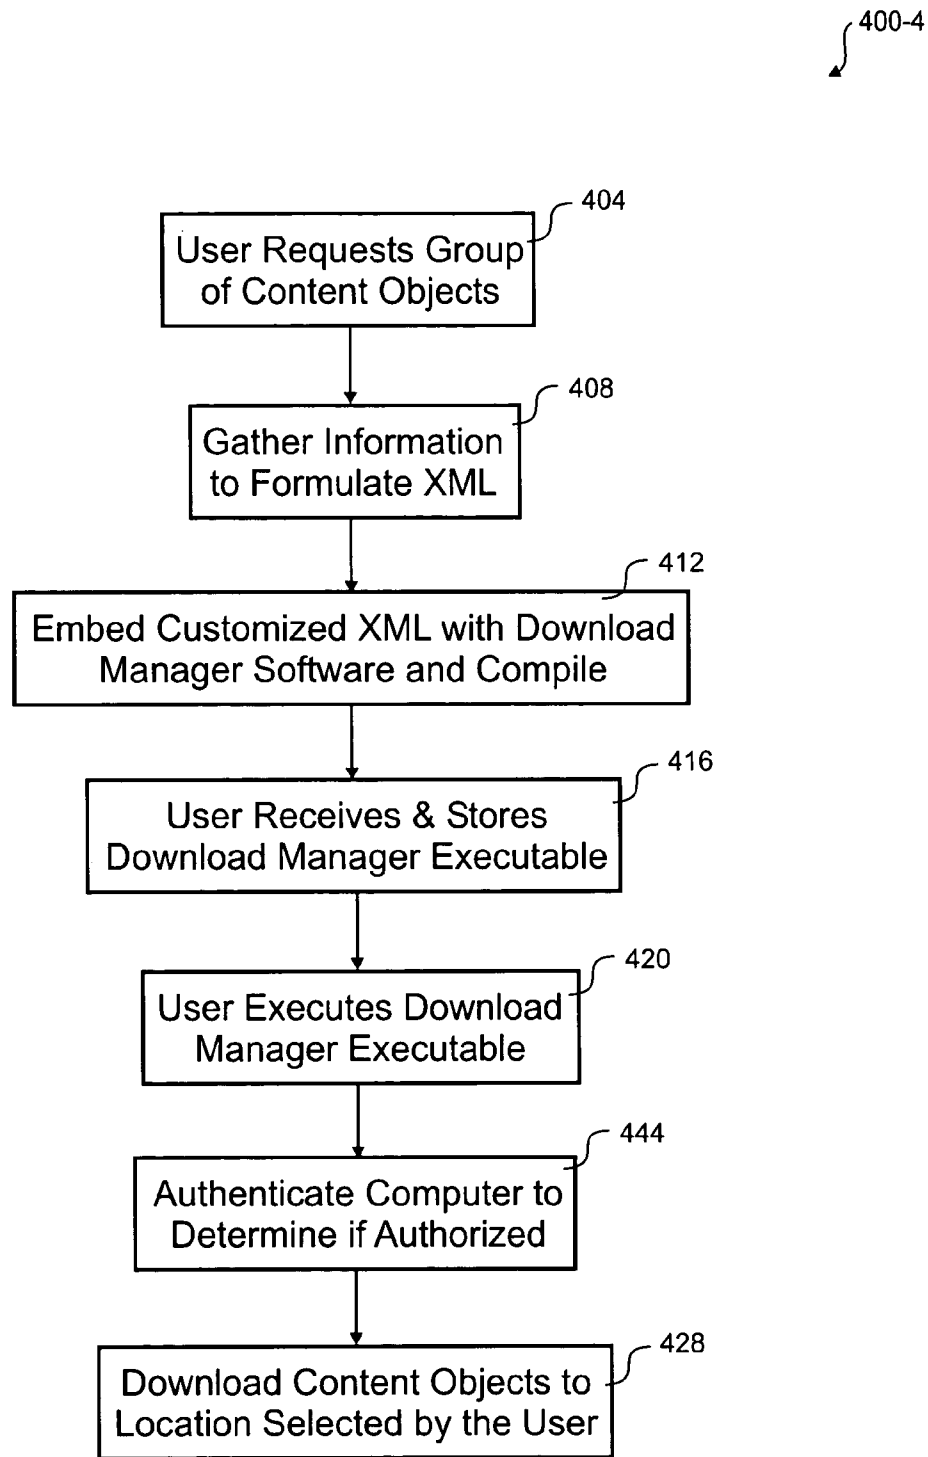 400-4
404
User Requests Group
of Content Objects
408
Gather Information
to Formulate XML
412
Embed Customized XML with Download
Manager Software and Compile
416
User Receives & Stores
Download Manager Executable
420
User Executes Download
Manager Executable
444
Authenticate Computer to
Determine if Authorized
428
Download Content Objects to
Location Selected by the User